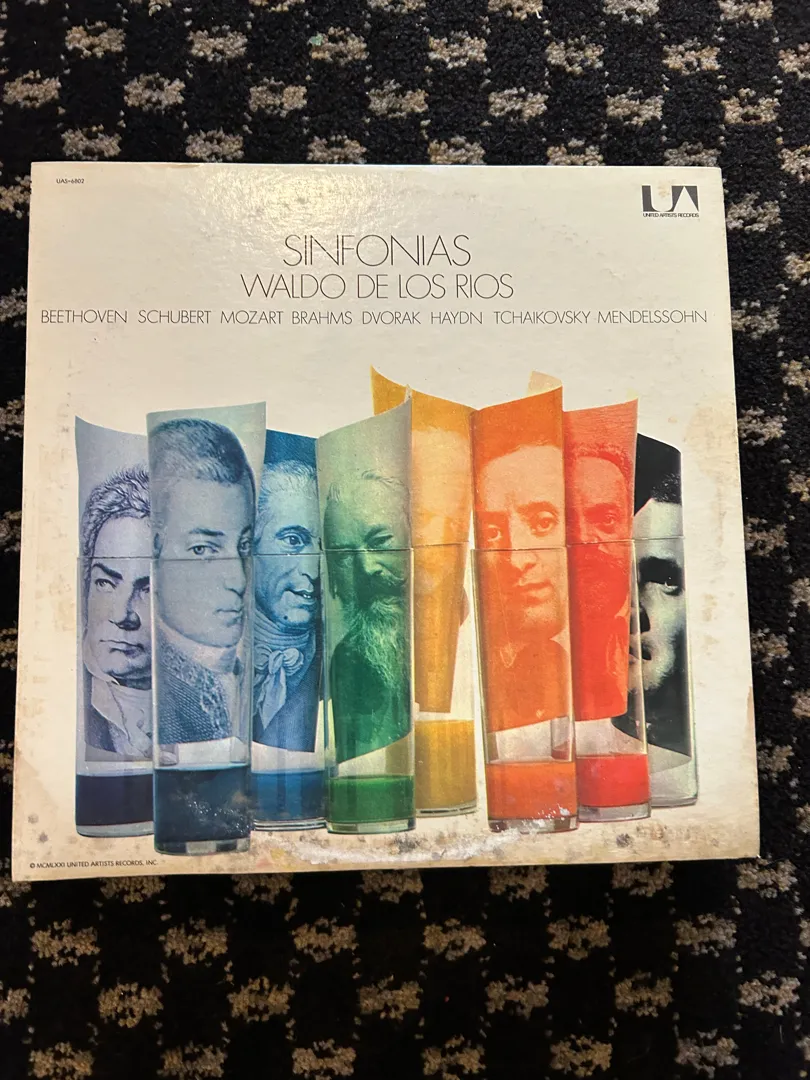 UAS-6802
UA
UNITED ARTISTS RECORDS
SINFONIAS
WALDO DE LOS RIOS
BEETHOVEN SCHUBERT MOZART BRAHMS DVORAK HAYDN TCHAIKOVSKY MENDELSSOHN
© MCMLXXI UNITED ARTISTS RECORDS, INC.